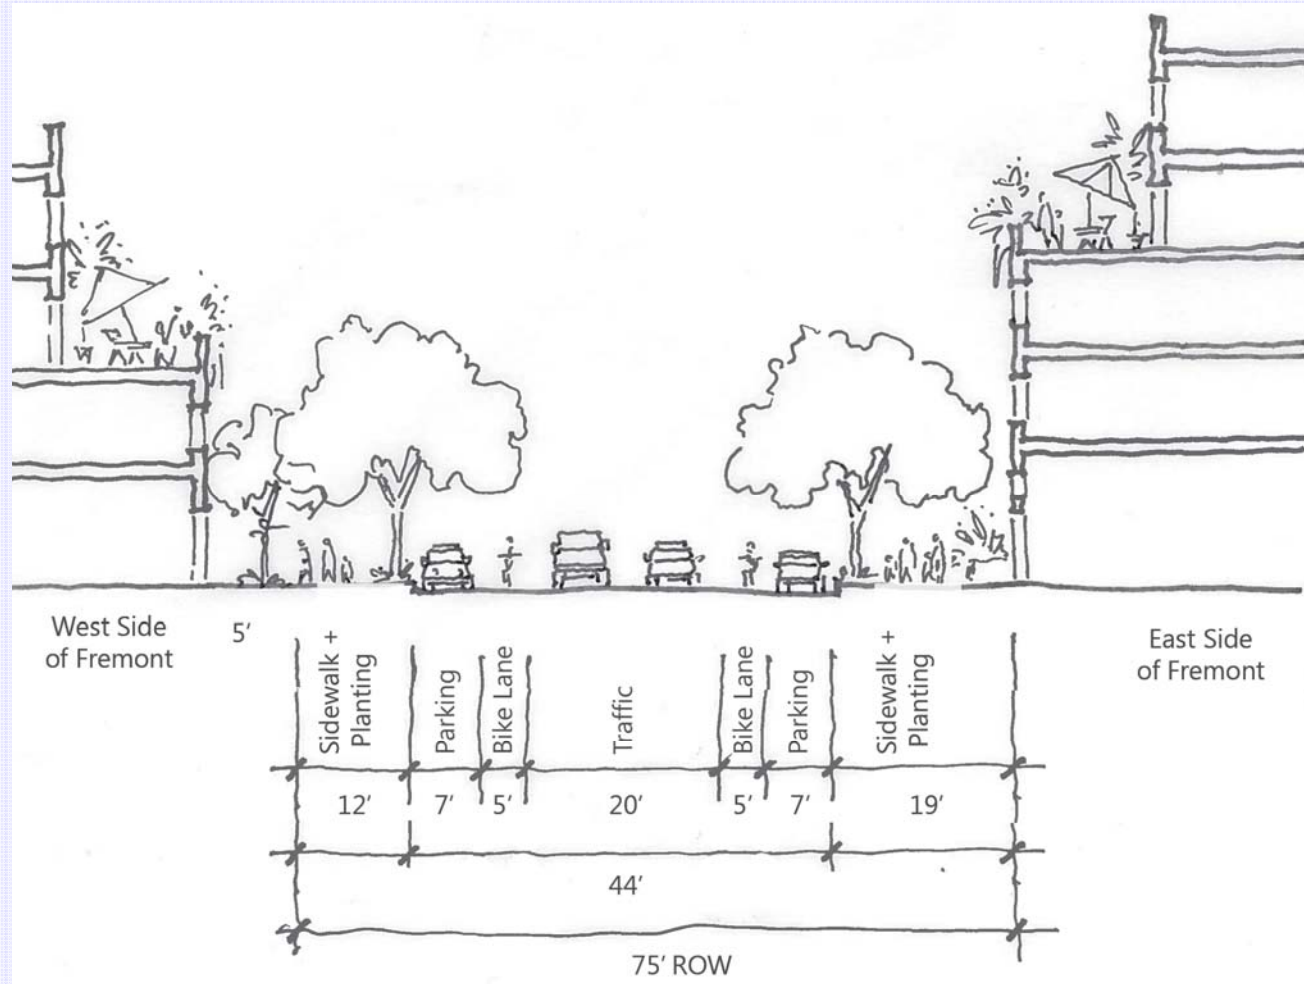 West Side
of Fremont
5'
Sidewalk +
Planting
Parking
Bike Lane
Traffic
Bike Lane
Parking
Sidewalk +
Planting
East Side
of Fremont
12'
7'
5'
20'
5'
7'
19'
44'
75' ROW